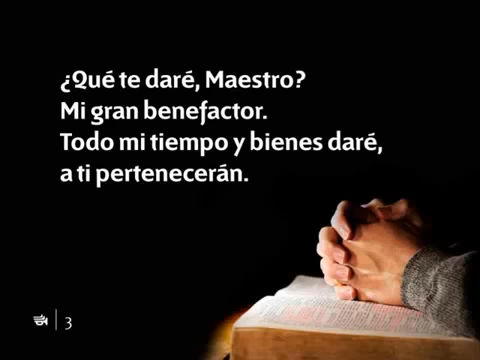 ¿Qué te daré, Maestro?
Mi gran benefactor.
Todo mi tiempo y bienes daré,
a ti pertenecerán.
3